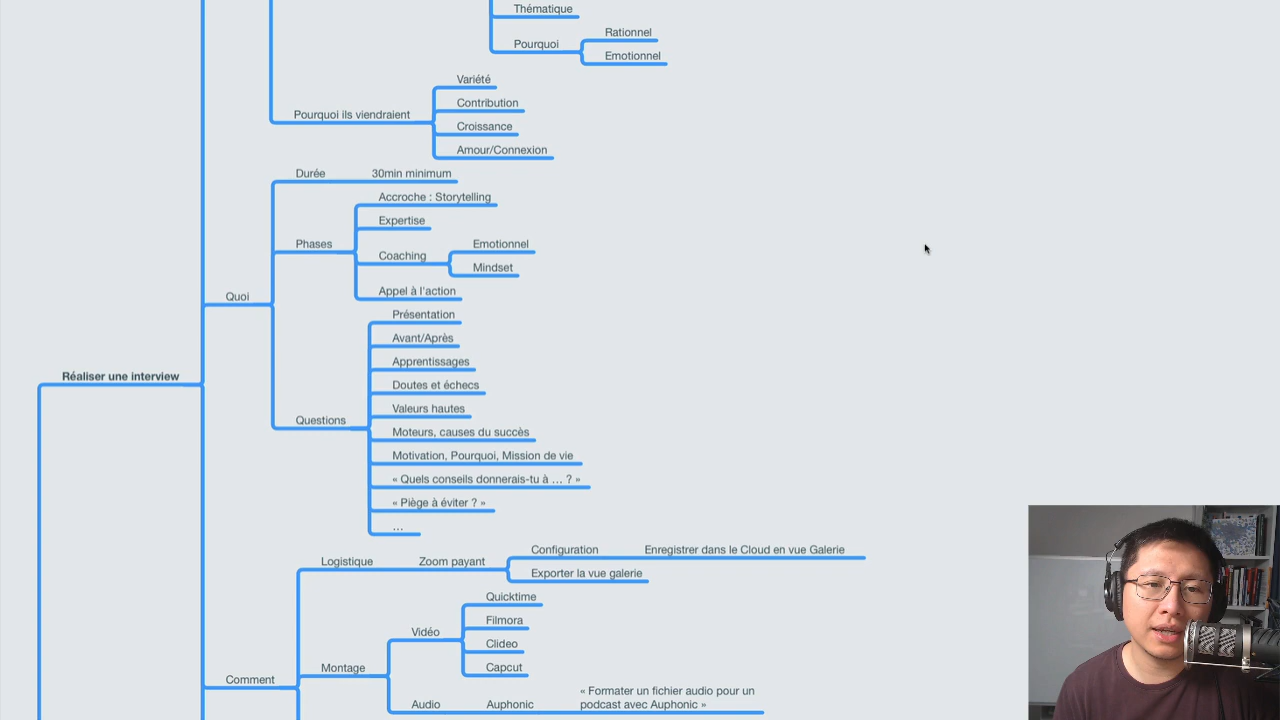 Thématique
Rationnel
Pourquoi
Emotionnel
Variété
Contribution
Pourquoi ils viendraient
Croissance
Amour/Connexion
Durée
30min minimum
Accroche : Storytelling
Expertise
Phases
Emotionnel
Coaching
Mindset
Appel à l'action
Quoi
Présentation
Avant/Après
Apprentissages
Réaliser une interview
Doutes et échecs
Valeurs hautes
Questions
Moteurs, causes du succès
Motivation, Pourquoi, Mission de vie
« Quels conseils donnerais-tu à … ? »
« Piège à éviter ? »
…
Logistique
Zoom payant
Configuration
Enregistrer dans le Cloud en vue Galerie
Exporter la vue galerie
Quicktime
Filmora
Vidéo
Clideo
Montage
Capcut
Comment
Audio
Auphonic
« Formater un fichier audio pour un
podcast avec Auphonic »